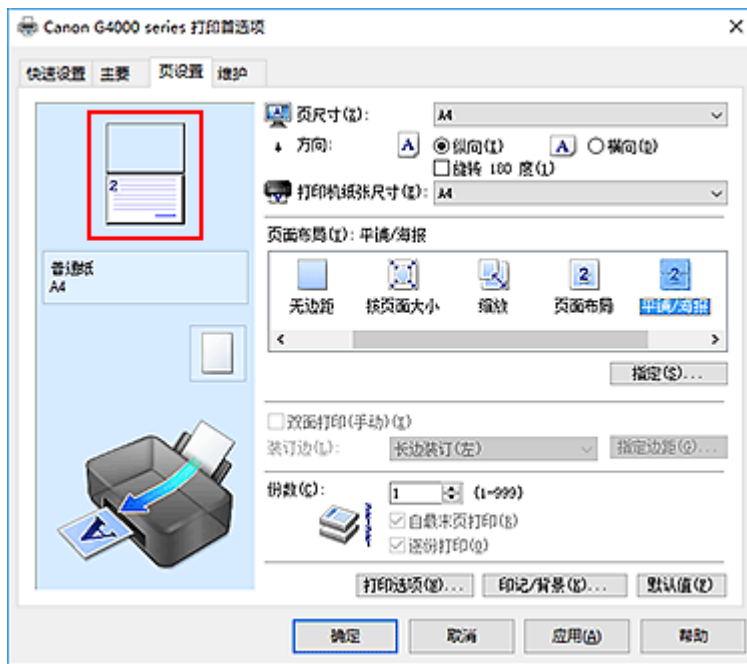 Canon G4000 series 打印首选项
快速设置 主要 页设置 维护
2
普通纸
A4
页尺寸(Z): A4
方向: A 纵向(I) A 横向(D)
旋转 180 度(1)
打印机纸张尺寸(E): A4
页面布局(I): 平铺/海报
无边距 按页面大小 缩放 页面布局 平铺/海报
指定(S)...
双面打印(手动)(X)
装订边(L): 长边装订(左) 指定边距(G)...
份数(C): 1 (1-999)
自最末页打印(B)
逐份打印(O)
打印选项(N)... 印记/背景(K)... 默认值(F)
确定 取消 应用(A) 帮助